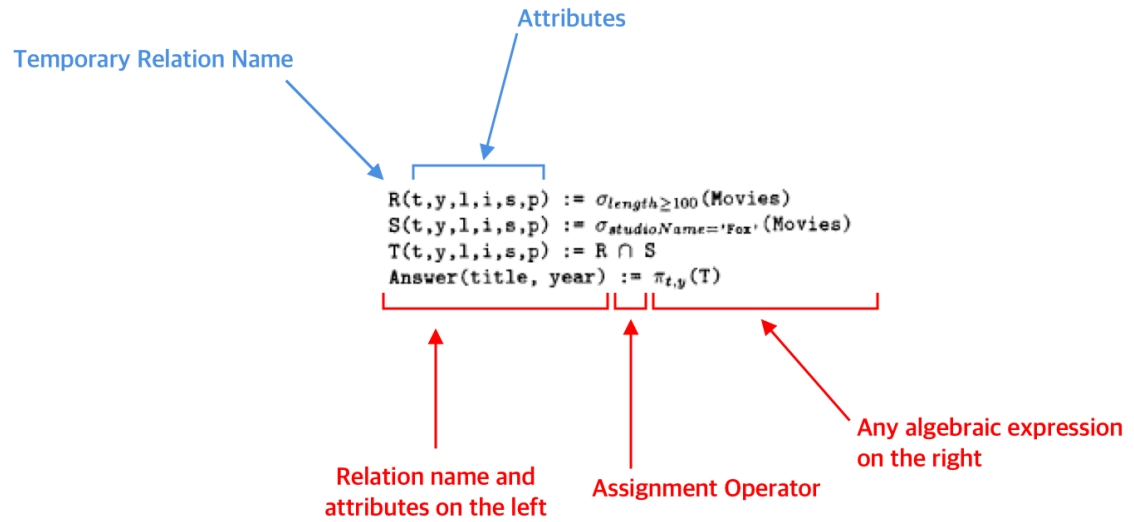 Attributes
Temporary Relation Name
R(t,y,l,i,s,p) := σlength≥100(Movies)
S(t,y,l,i,s,p) := σstudioName='Fox'(Movies)
T(t,y,l,i,s,p) := R ∩ S
Answer(title, year) := πt,y(T)
Any algebraic expression
on the right
Relation name and
attributes on the left
Assignment Operator